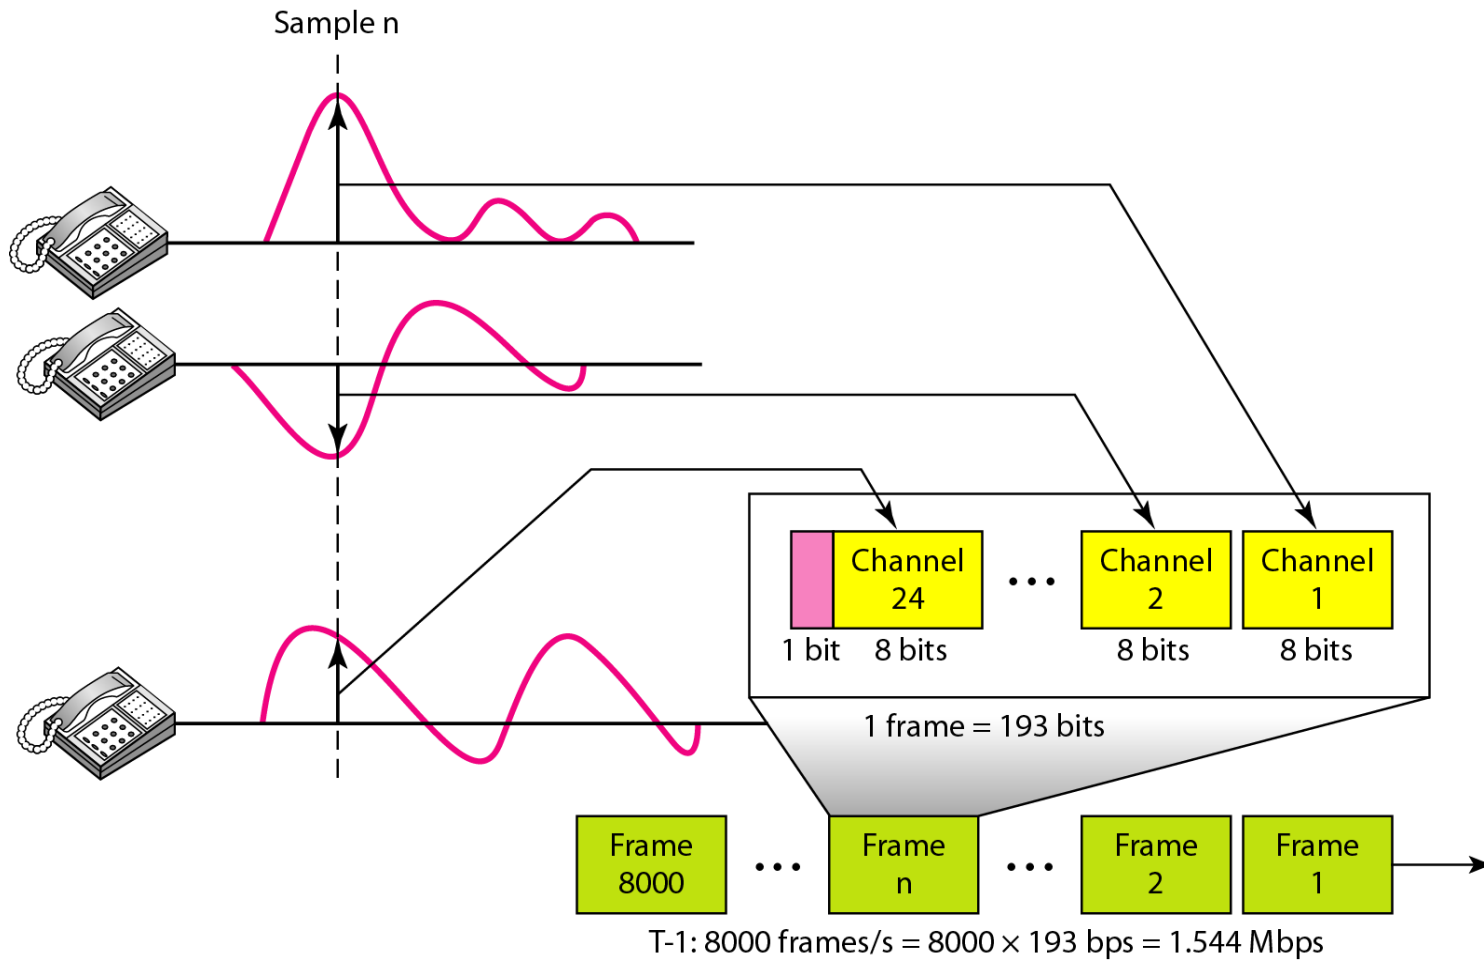 Sample n
Channel
24
•••
Channel
2
Channel
1
1 bit
8 bits
8 bits
8 bits
1 frame = 193 bits
Frame
8000
•••
Frame
n
•••
Frame
2
Frame
1
T-1: 8000 frames/s = 8000 × 193 bps = 1.544 Mbps